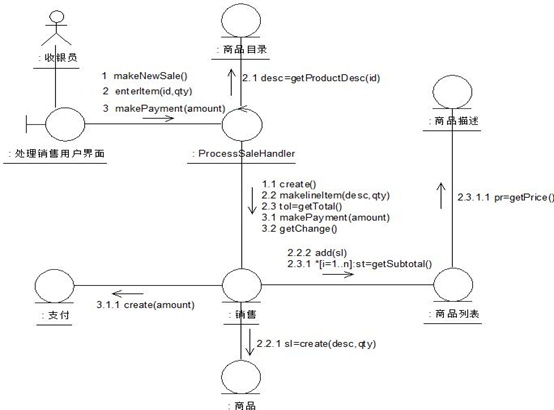 : 收银员
: 商品目录
1 makeNewSale()
2 enterItem(id,qty)
3 makePayment(amount)
2.1 desc=getProductDesc(id)
: 商品描述
: 处理销售用户界面
: ProcessSaleHandler
1.1 create()
2.2 makelineItem(desc,qty)
2.3 tol=getTotal()
3.1 makePayment(amount)
3.2 getChange()
2.3.1.1 pr=getPrice()
2.2.2 add(sl)
2.3.1 *[i=1..n]:st=getSubtotal()
3.1.1 create(amount)
: 支付
: 销售
: 商品列表
2.2.1 sl=create(desc,qty)
: 商品